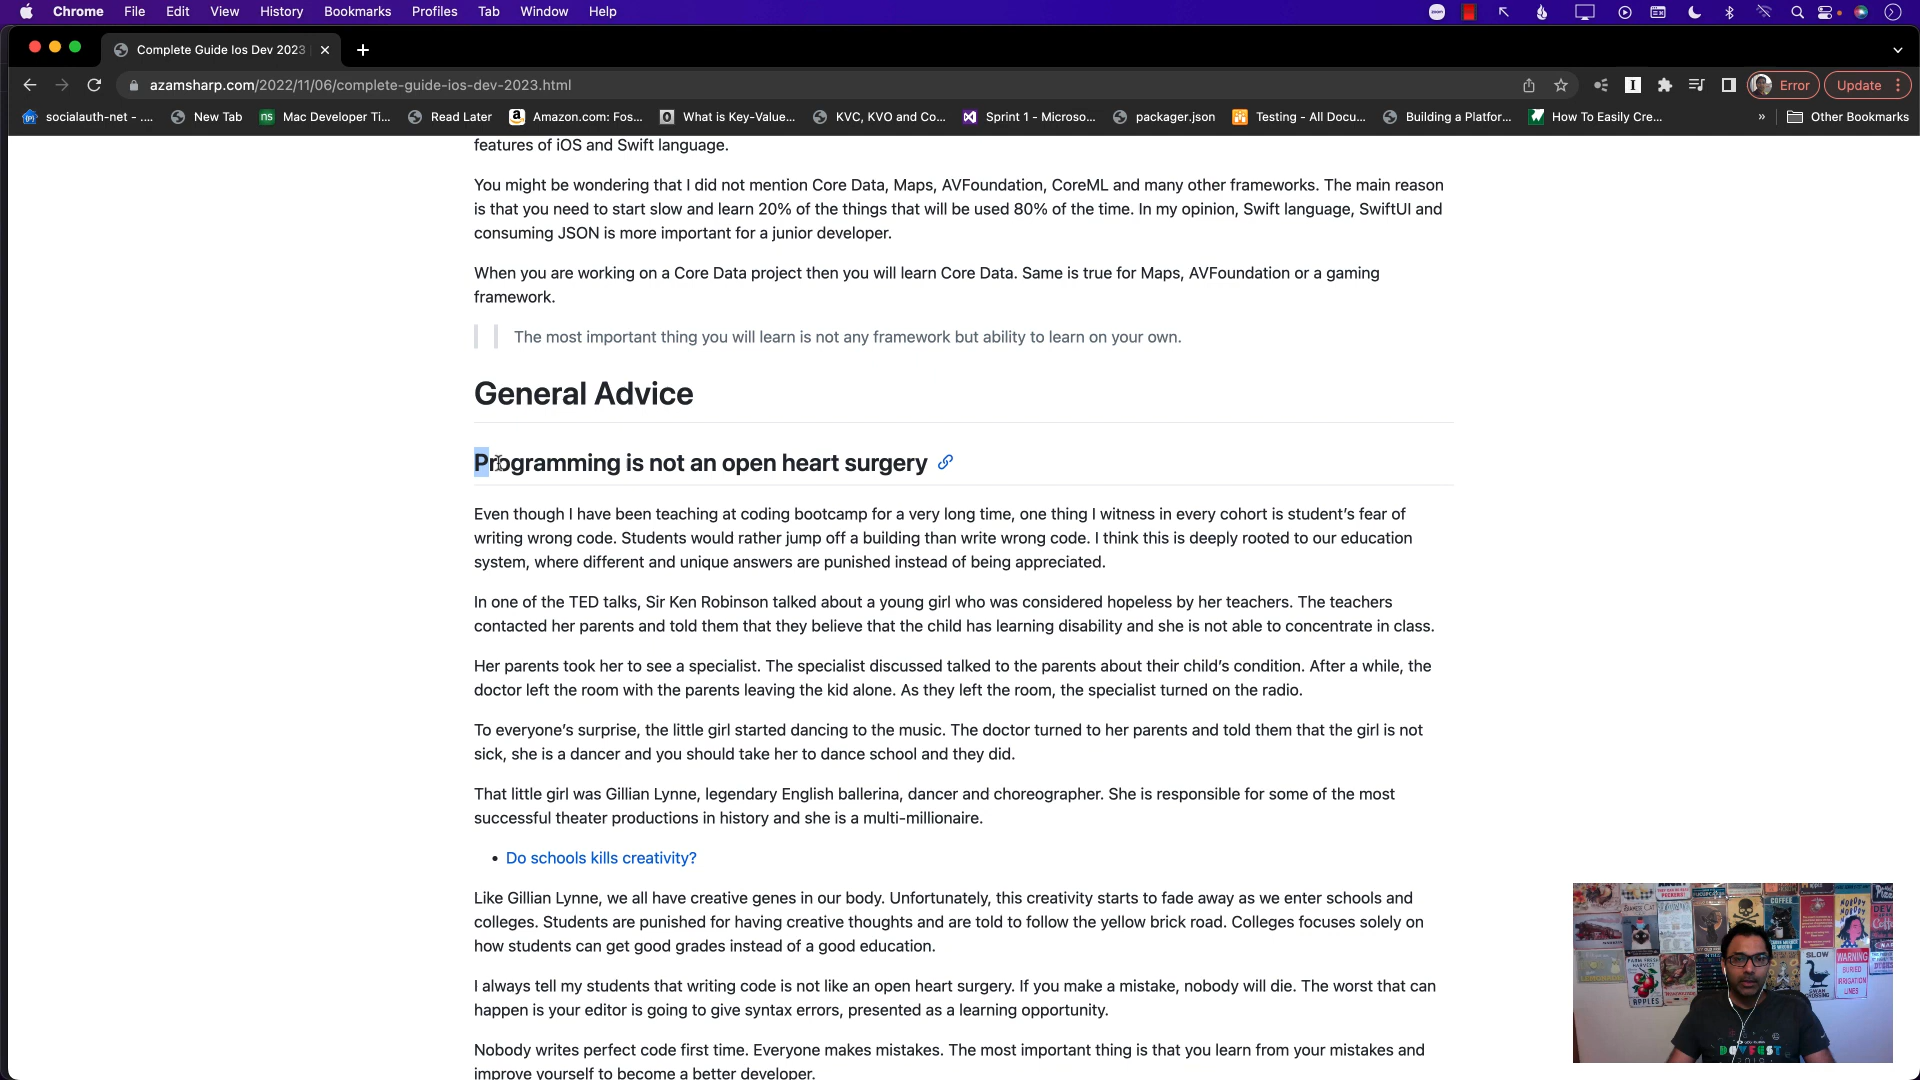 Chrome File Edit View History Bookmarks Profiles Tab Window Help
Complete Guide Ios Dev 2023
azamsharp.com/2022/11/06/complete-guide-ios-dev-2023.html
Error Update
socialauth-net - .... New Tab Mac Developer Ti... Read Later Amazon.com: Fos... What is Key-Value... KVC, KVO and Co... Sprint 1 - Microso... packager.json Testing - All Docu... Building a Platfor... How To Easily Cre... » Other Bookmarks
features of iOS and Swift language.
You might be wondering that I did not mention Core Data, Maps, AVFoundation, CoreML and many other frameworks. The main reason
is that you need to start slow and learn 20% of the things that will be used 80% of the time. In my opinion, Swift language, SwiftUI and
consuming JSON is more important for a junior developer.
When you are working on a Core Data project then you will learn Core Data. Same is true for Maps, AVFoundation or a gaming
framework.
The most important thing you will learn is not any framework but ability to learn on your own.
General Advice
Programming is not an open heart surgery
Even though I have been teaching at coding bootcamp for a very long time, one thing I witness in every cohort is student's fear of
writing wrong code. Students would rather jump off a building than write wrong code. I think this is deeply rooted to our education
system, where different and unique answers are punished instead of being appreciated.
In one of the TED talks, Sir Ken Robinson talked about a young girl who was considered hopeless by her teachers. The teachers
contacted her parents and told them that they believe that the child has learning disability and she is not able to concentrate in class.
Her parents took her to see a specialist. The specialist discussed talked to the parents about their child's condition. After a while, the
doctor left the room with the parents leaving the kid alone. As they left the room, the specialist turned on the radio.
To everyone's surprise, the little girl started dancing to the music. The doctor turned to her parents and told them that the girl is not
sick, she is a dancer and you should take her to dance school and they did.
That little girl was Gillian Lynne, legendary English ballerina, dancer and choreographer. She is responsible for some of the most
successful theater productions in history and she is a multi-millionaire.
• Do schools kills creativity?
Like Gillian Lynne, we all have creative genes in our body. Unfortunately, this creativity starts to fade away as we enter schools and
colleges. Students are punished for having creative thoughts and are told to follow the yellow brick road. Colleges focuses solely on
how students can get good grades instead of a good education.
I always tell my students that writing code is not like an open heart surgery. If you make a mistake, nobody will die. The worst that can
happen is your editor is going to give syntax errors, presented as a learning opportunity.
Nobody writes perfect code first time. Everyone makes mistakes. The most important thing is that you learn from your mistakes and
improve yourself to become a better developer.
COFFEE
SLOW
WARNING
BURIED
IRRIGATION
LINES
FARM FRESH
HARVEST
APPLES
DEVFEST